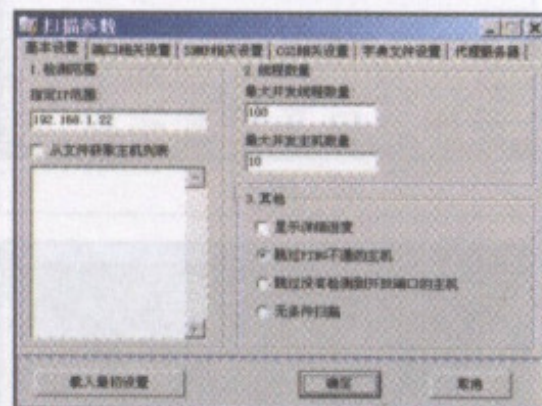 扫描参数
基本设置 端口相关设置 SNMP相关设置 CGI相关设置 字典文件设置 代理服务器
1.检测范围
指定IP范围
192.168.1.22
从文件获取主机列表
2.线程数量
最大并发线程数量
100
最大并发主机数量
10
3.其他
显示详细进度
跳过PING不通的主机
跳过没有检测到开放端口的主机
无条件扫描
载入最初设置
确定
取消